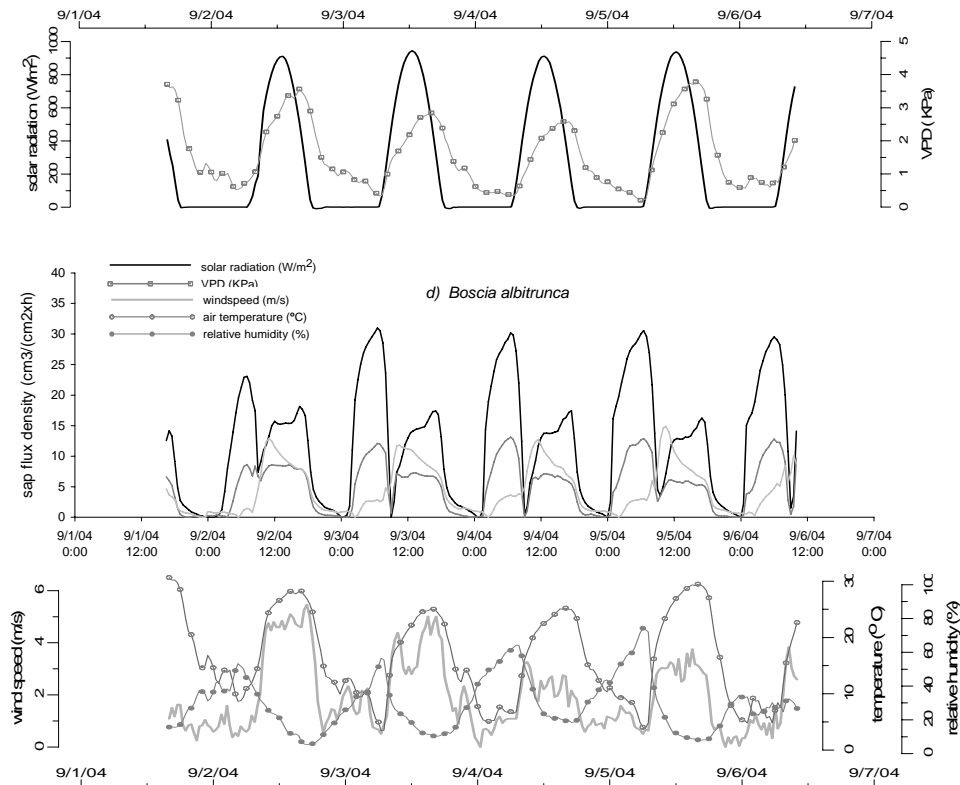 9/1/04 9/2/04 9/3/04 9/4/04 9/5/04 9/6/04 9/7/04
1000
800
600
400
200
0
solar radiation (W/m²)
5
4
3
2
1
0
VPD (KPa)
solar radiation (W/m²)
VPD (KPa)
windspeed (m/s)
air temperature (ºC)
relative humidity (%)
d) Boscia albitrunca
40
35
30
25
20
15
10
5
0
sap flux density (cm3/(cm2xh)
9/1/04 9/1/04 9/2/04 9/2/04 9/3/04 9/3/04 9/4/04 9/4/04 9/5/04 9/5/04 9/6/04 9/6/04 9/7/04
0:00 12:00 0:00 12:00 0:00 12:00 0:00 12:00 0:00 12:00 0:00 12:00 0:00
6
4
2
0
wind speed (m/s)
30
20
10
0
temperature (ºC)
100
80
60
40
20
0
relative humidity (%)
9/1/04 9/2/04 9/3/04 9/4/04 9/5/04 9/6/04 9/7/04